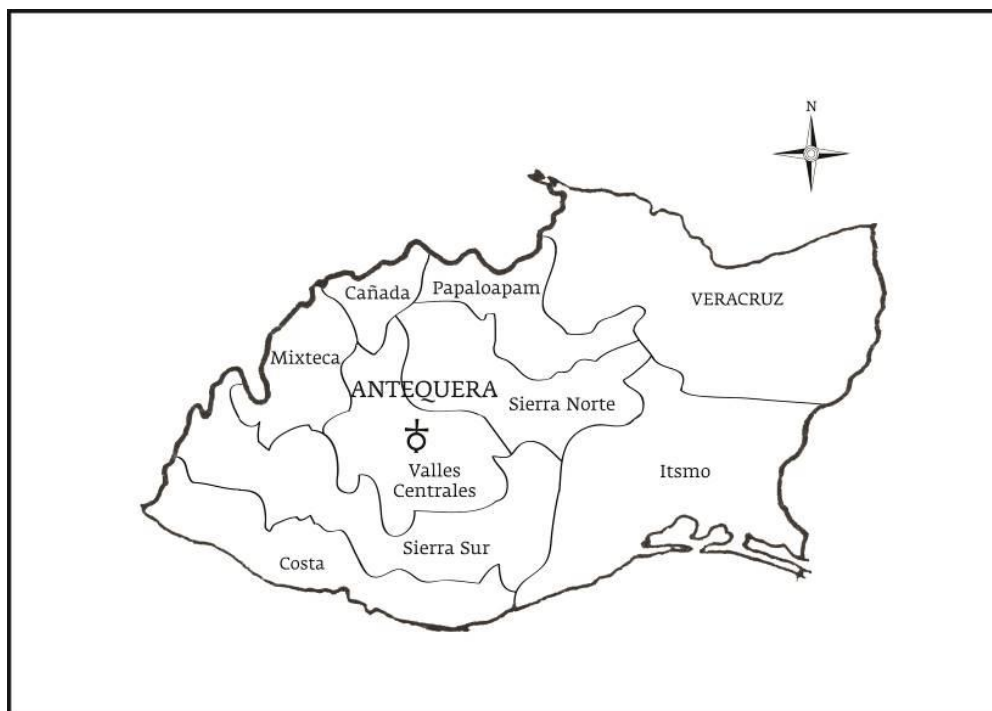 N
Cañada
Papaloapam
VERACRUZ
Mixteca
ANTEQUERA
Sierra Norte
Valles
Centrales
Itsmo
Sierra Sur
Costa